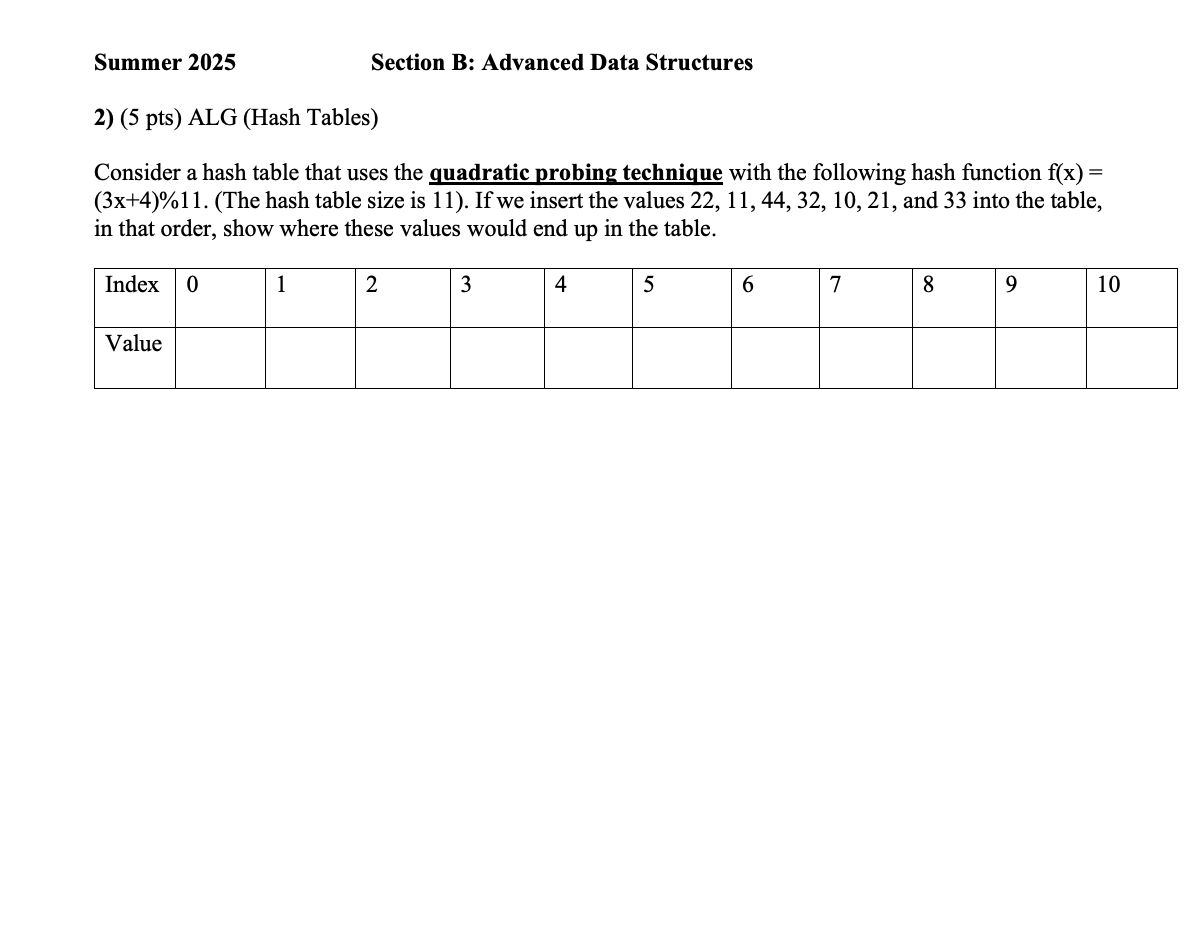 Summer 2025 Section B: Advanced Data Structures
2) (5 pts) ALG (Hash Tables)
Consider a hash table that uses the quadratic probing technique with the following hash function f(x) =
(3x+4)%11. (The hash table size is 11). If we insert the values 22, 11, 44, 32, 10, 21, and 33 into the table,
in that order, show where these values would end up in the table.
Index 0 1 2 3 4 5 6 7 8 9 10
Value